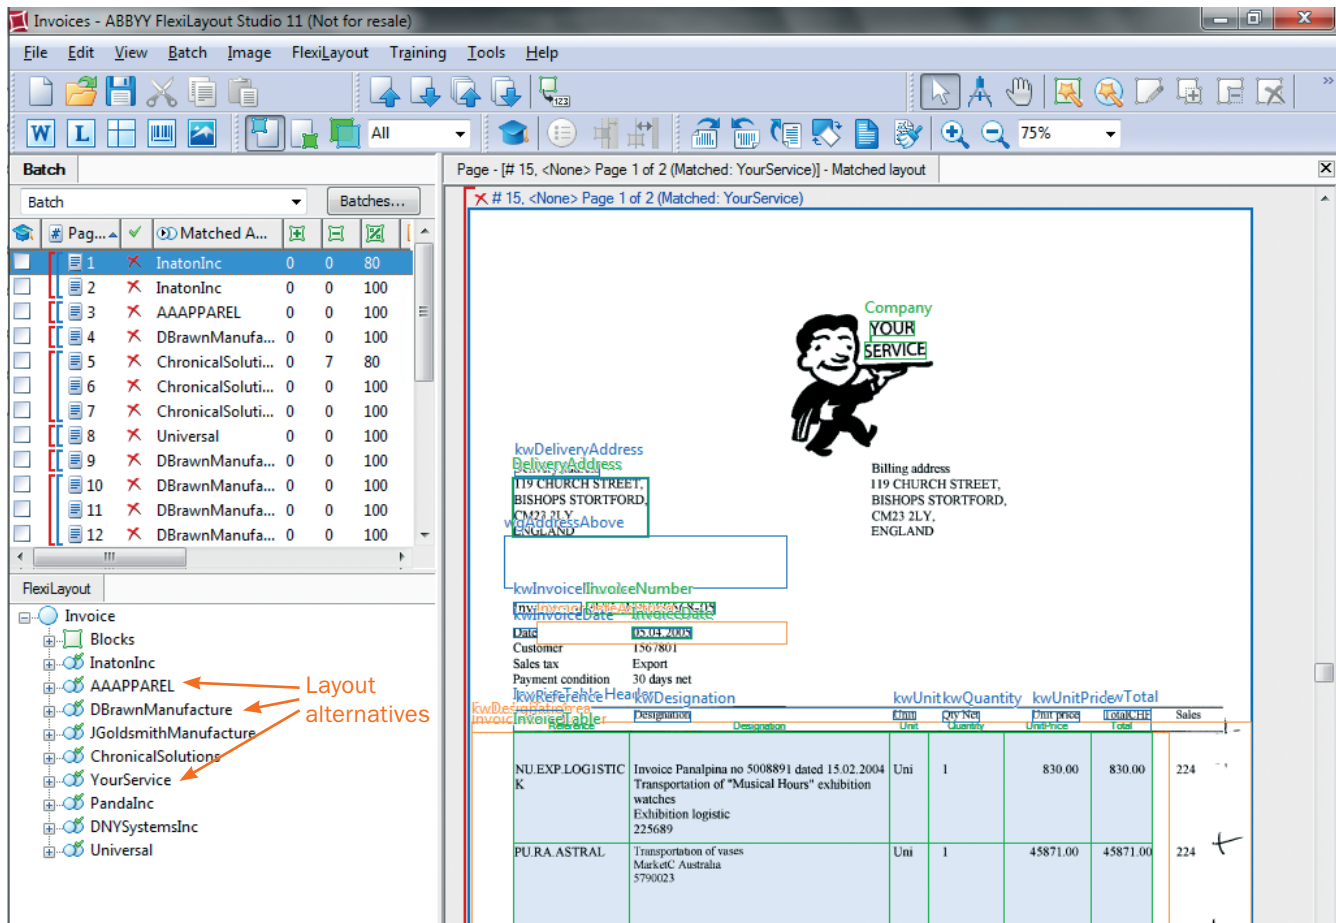 Invoices - ABBYY FlexiLayout Studio 11 (Not for resale)
File Edit View Batch Image FlexiLayout Training Tools Help
123
W L All 75%
Batch
Page - [# 15, <None> Page 1 of 2 (Matched: YourService)] - Matched layout
Batch Batches...
# Pag... Matched A...
1 InatonInc 0 0 80
2 InatonInc 0 0 100
3 AAAPPAREL 0 0 100
4 DBrawnManufa... 0 0 100
5 ChronicalSoluti... 0 7 80
6 ChronicalSoluti... 0 0 100
7 ChronicalSoluti... 0 0 100
8 Universal 0 0 100
9 DBrawnManufa... 0 0 100
10 DBrawnManufa... 0 0 100
11 DBrawnManufa... 0 0 100
12 DBrawnManufa... 0 0 100
FlexiLayout
Invoice
Blocks
InatonInc
AAAPPAREL
DBrawnManufacture
JGoldsmithManufacture
ChronicalSolutions
YourService
PandaInc
DNYSystemsInc
Universal
Layout
alternatives
# 15, <None> Page 1 of 2 (Matched: YourService)
Company
YOUR
SERVICE
kwDeliveryAddress
DeliveryAddress
119 CHURCH STREET,
BISHOPS STORTFORD,
CM23 2LY,
wgAddressAbove
ENGLAND
Billing address
119 CHURCH STREET,
BISHOPS STORTFORD,
CM23 2LY,
ENGLAND
InvoiceNumber
kwInvoiceDate InvoiceDate
Date 05.04.2005
Customer 1567801
Sales tax Export
Payment condition 30 days net
kwReference kwDesignation kwUnit kwQuantity kwUnitPrice kwTotal
Designation Unit Qty Net Unit price TotalCHF Sales
Reference Designation Unit Quantity UnitPrice Total
NU.EXP.LOGISTIC Invoice Panalpina no 5008891 dated 15.02.2004 Uni 1 830.00 830.00 224
K Transportation of "Musical Hours" exhibition
watches
Exhibition logistic
225689
PU.RA.ASTRAL Transportation of vases Uni 1 45871.00 45871.00 224
MarketC Australia
5790023